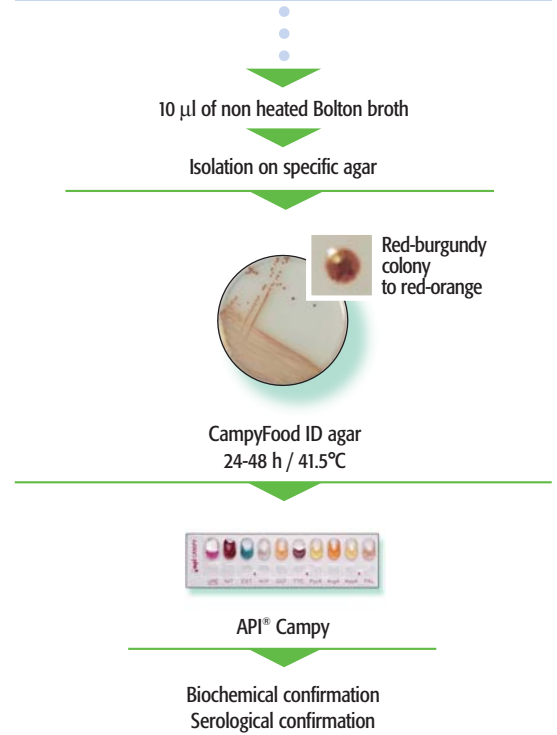 10 µl of non heated Bolton broth
Isolation on specific agar
Red-burgundy
colony
to red-orange
CampyFood ID agar
24-48 h / 41.5°C
API® Campy
Biochemical confirmation
Serological confirmation